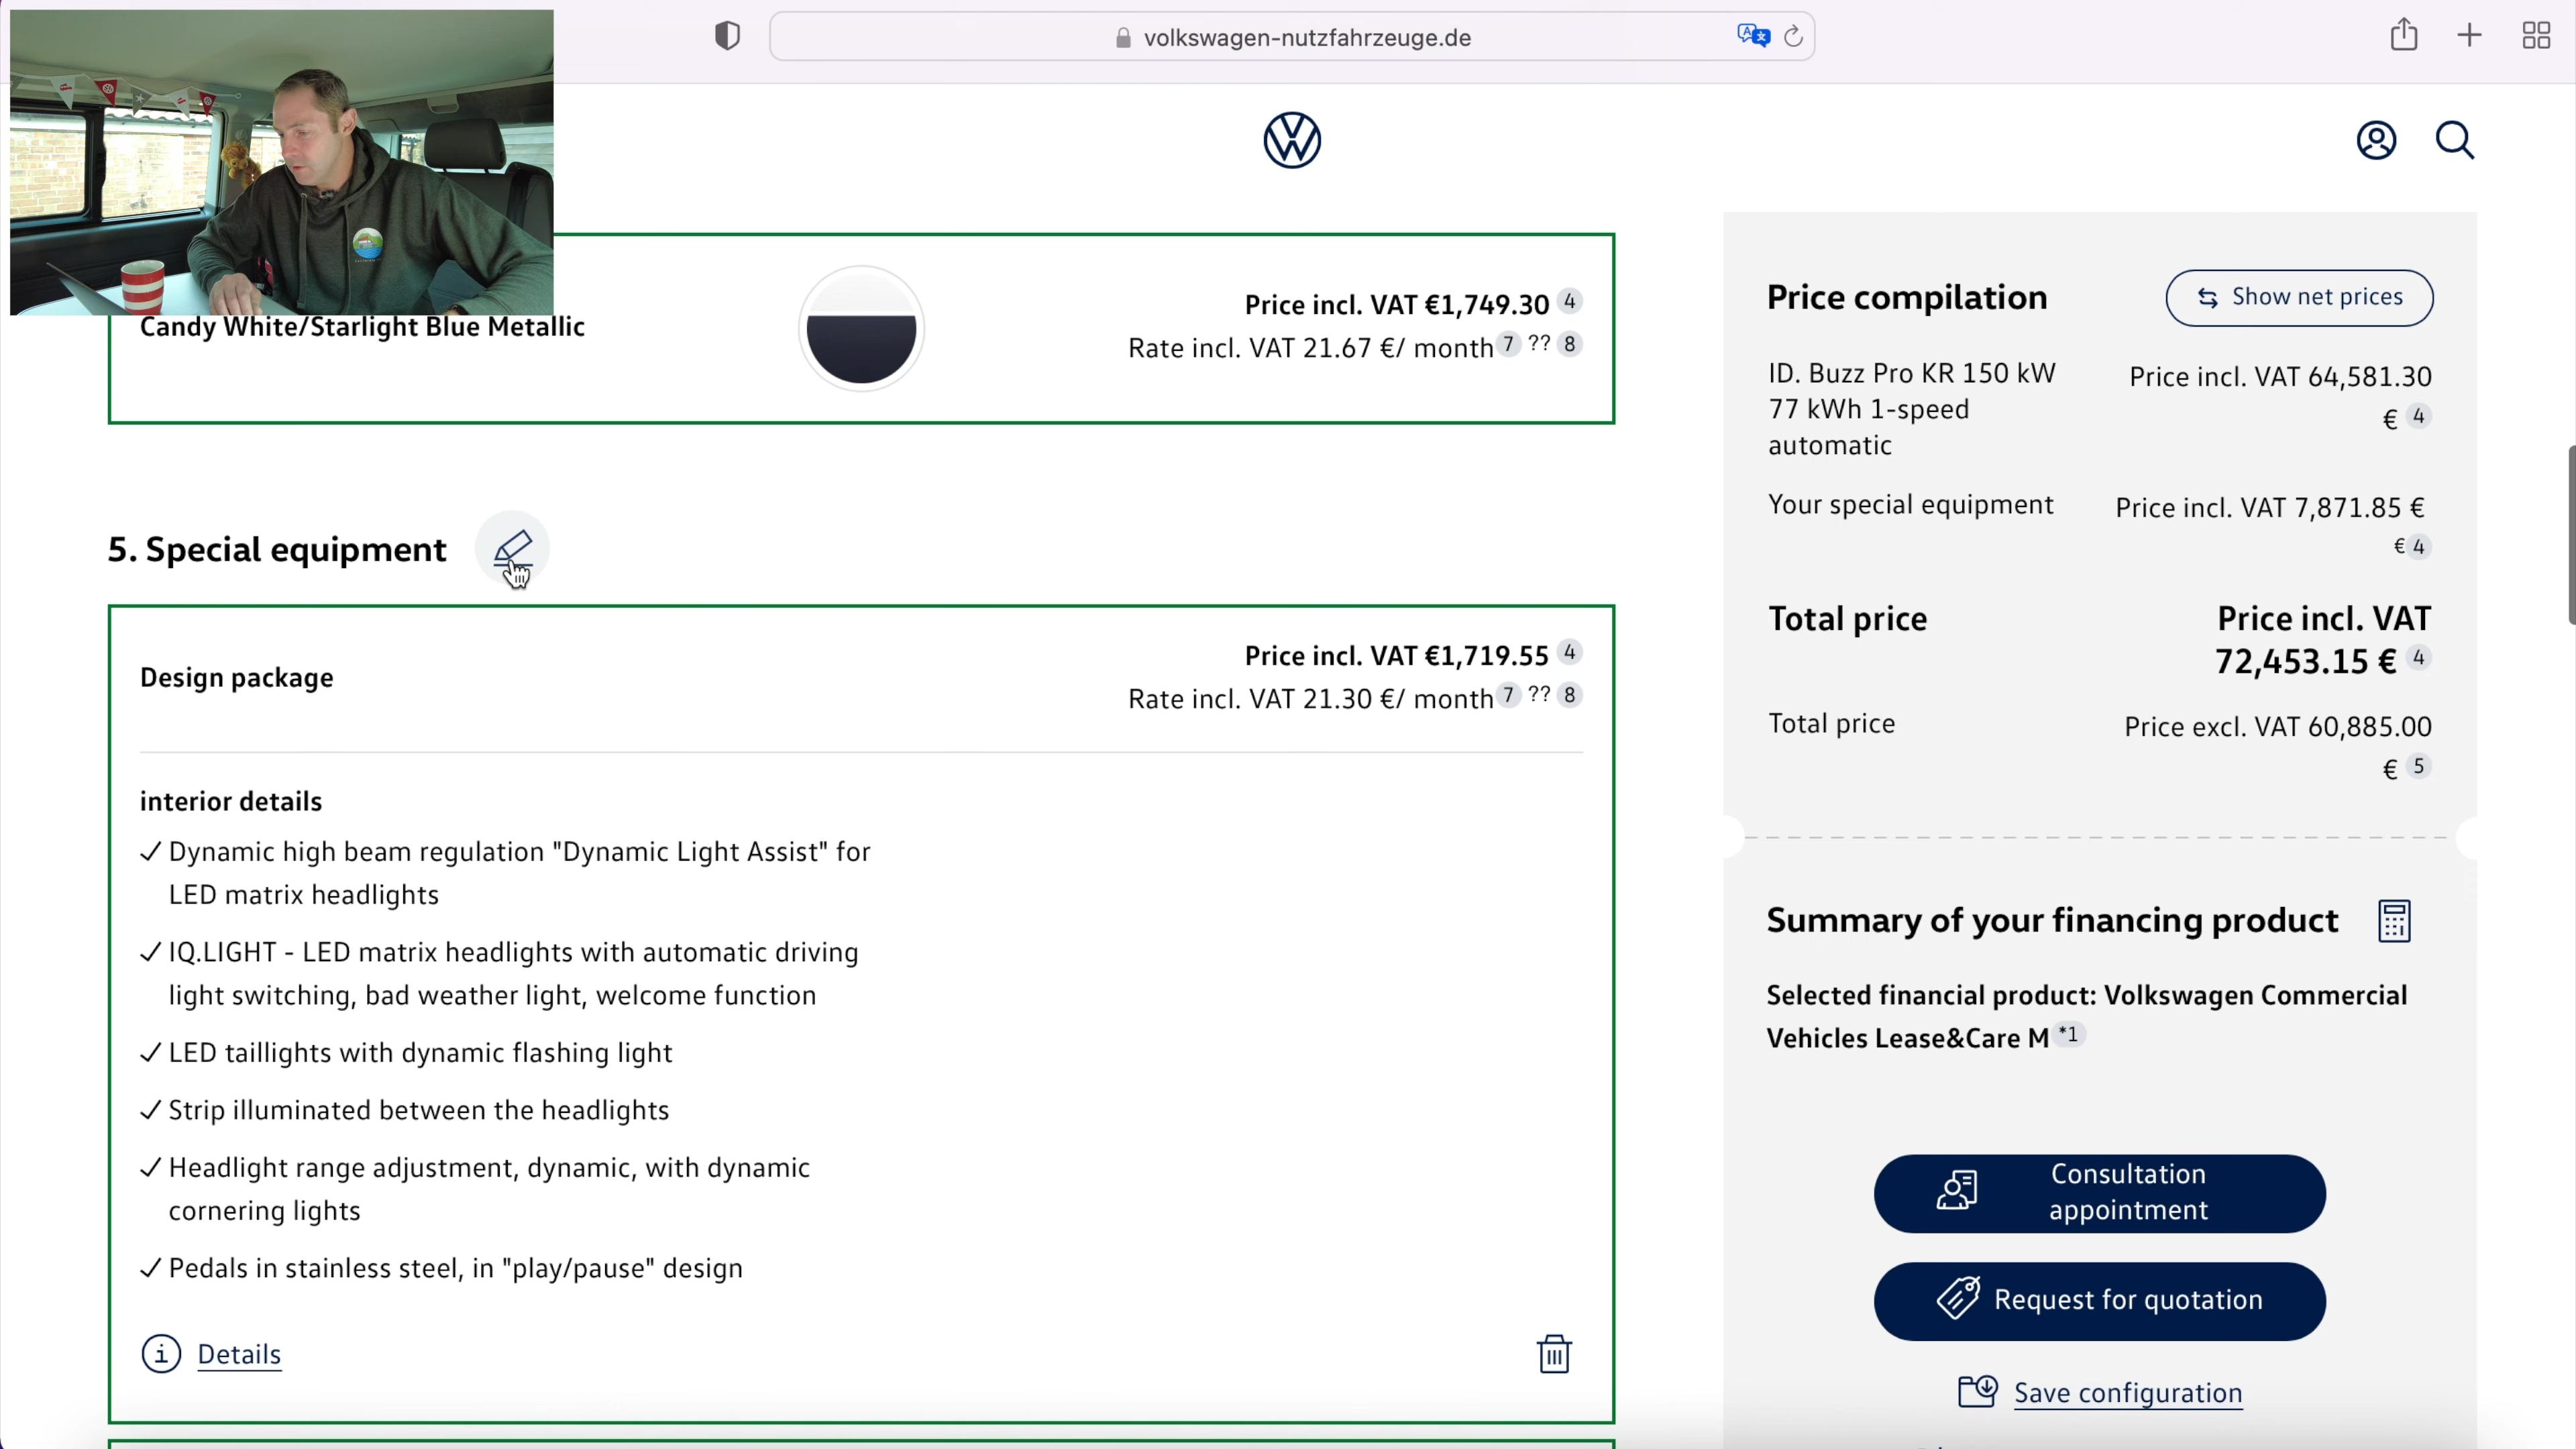 volkswagen-nutzfahrzeuge.de
Candy White/Starlight Blue Metallic
Price incl. VAT €1,749.30 4
Rate incl. VAT 21.67 €/ month 7 ?? 8
5. Special equipment
Design package
Price incl. VAT €1,719.55 4
Rate incl. VAT 21.30 €/ month 7 ?? 8
interior details
Dynamic high beam regulation "Dynamic Light Assist" for
LED matrix headlights
IQ.LIGHT - LED matrix headlights with automatic driving
light switching, bad weather light, welcome function
LED taillights with dynamic flashing light
Strip illuminated between the headlights
Headlight range adjustment, dynamic, with dynamic
cornering lights
Pedals in stainless steel, in "play/pause" design
Details
Price compilation
Show net prices
ID. Buzz Pro KR 150 kW
77 kWh 1-speed
automatic
Price incl. VAT 64,581.30
€ 4
Your special equipment
Price incl. VAT 7,871.85 €
€ 4
Total price
Price incl. VAT
72,453.15 € 4
Total price
Price excl. VAT 60,885.00
€ 5
Summary of your financing product
Selected financial product: Volkswagen Commercial
Vehicles Lease&Care M *1
Consultation
appointment
Request for quotation
Save configuration